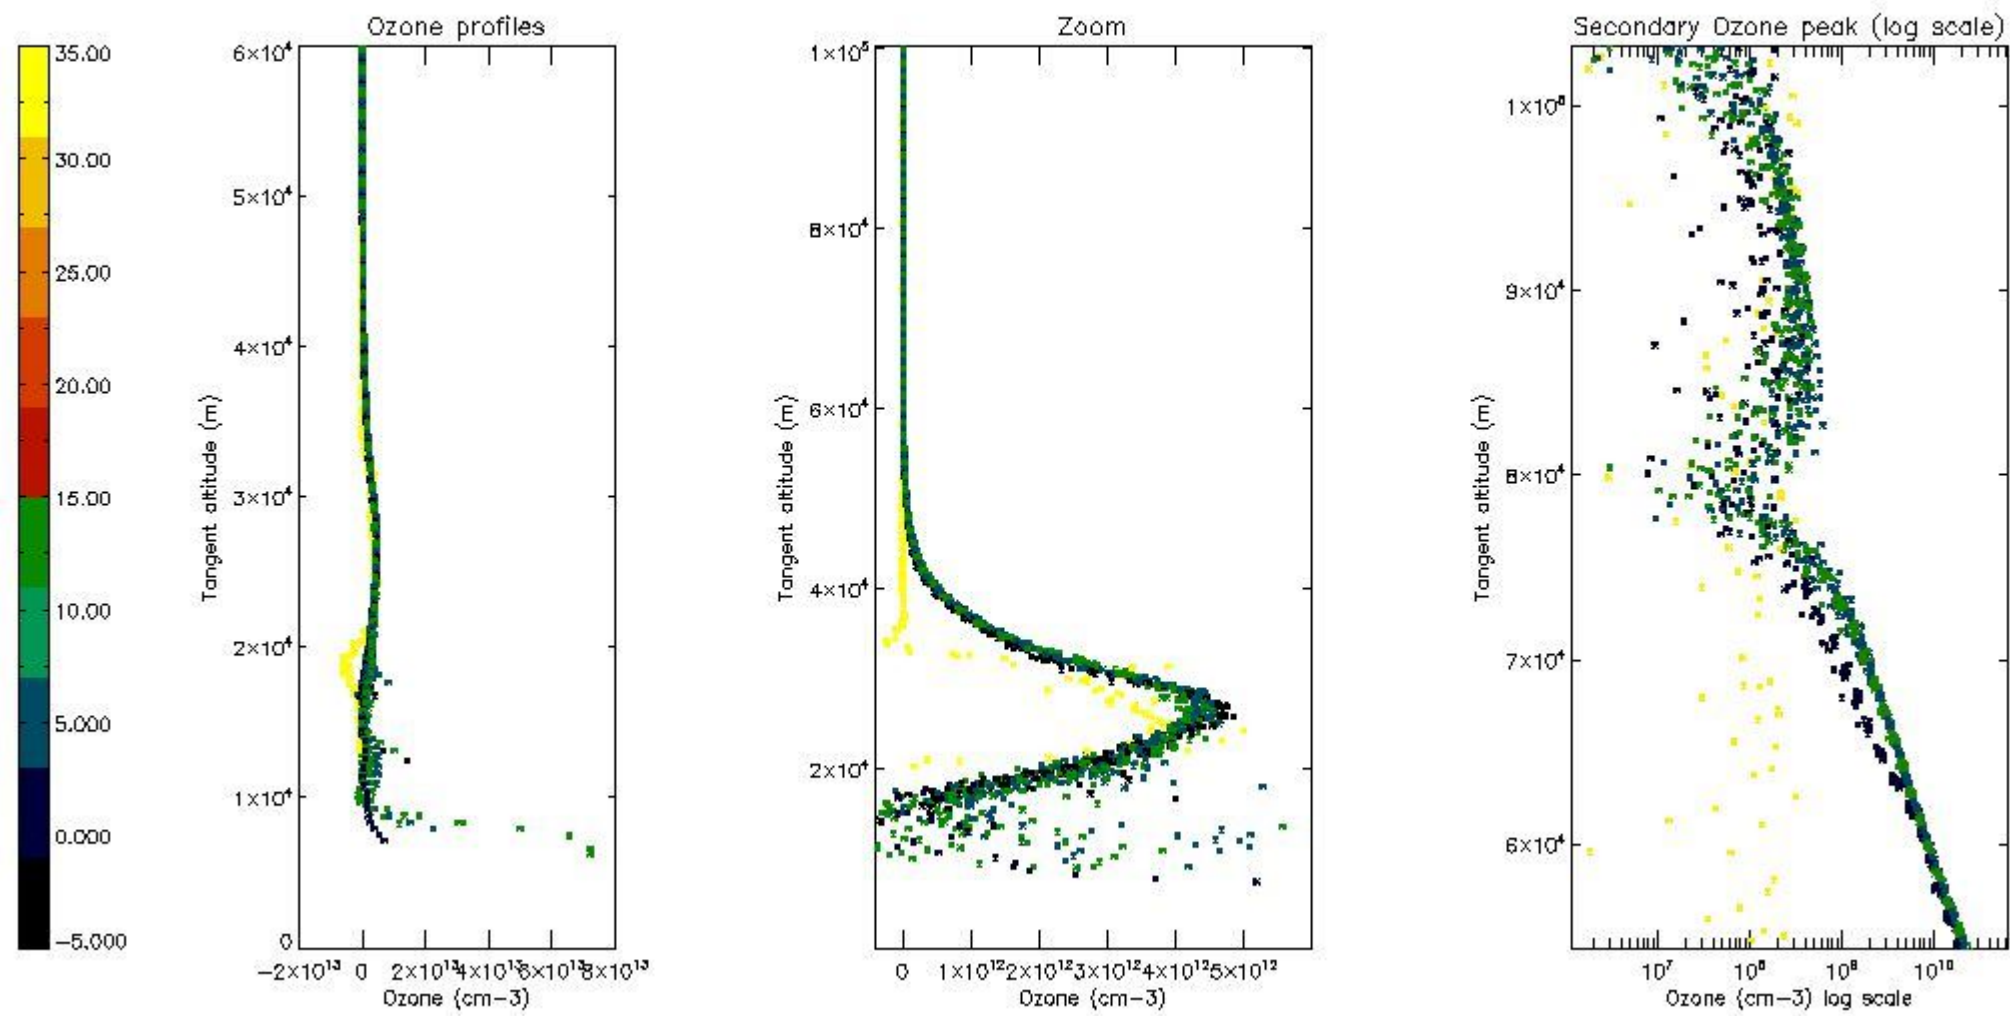 35.00
30.00
25.00
20.00
15.00
10.00
5.000
0.000
−5.000
Ozone profiles
6×10⁴
5×10⁴
4×10⁴
3×10⁴
2×10⁴
1×10⁴
0
Tangent altitude (m)
−2×10¹³ 0 2×10¹³ 4×10¹³ 6×10¹³ 8×10¹³
Ozone (cm−3)
Zoom
1×10⁵
8×10⁴
6×10⁴
4×10⁴
2×10⁴
Tangent altitude (m)
0 1×10¹² 2×10¹² 3×10¹² 4×10¹² 5×10¹²
Ozone (cm−3)
Secondary Ozone peak (log scale)
1×10⁵
9×10⁴
8×10⁴
7×10⁴
6×10⁴
Tangent altitude (m)
10⁷ 10⁸ 10⁹ 10¹⁰
Ozone (cm−3) log scale